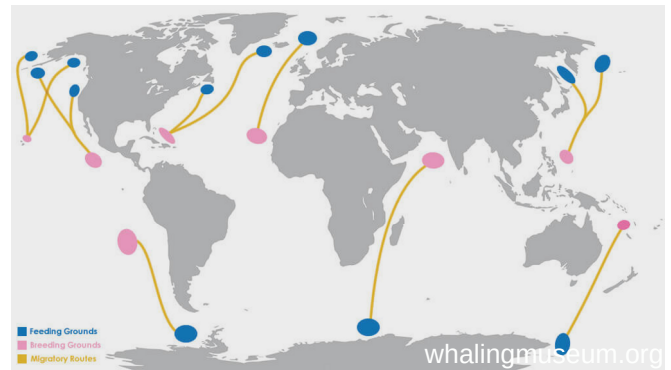 Feeding Grounds
Breeding Grounds
Migratory Routes
whalingmuseum.org